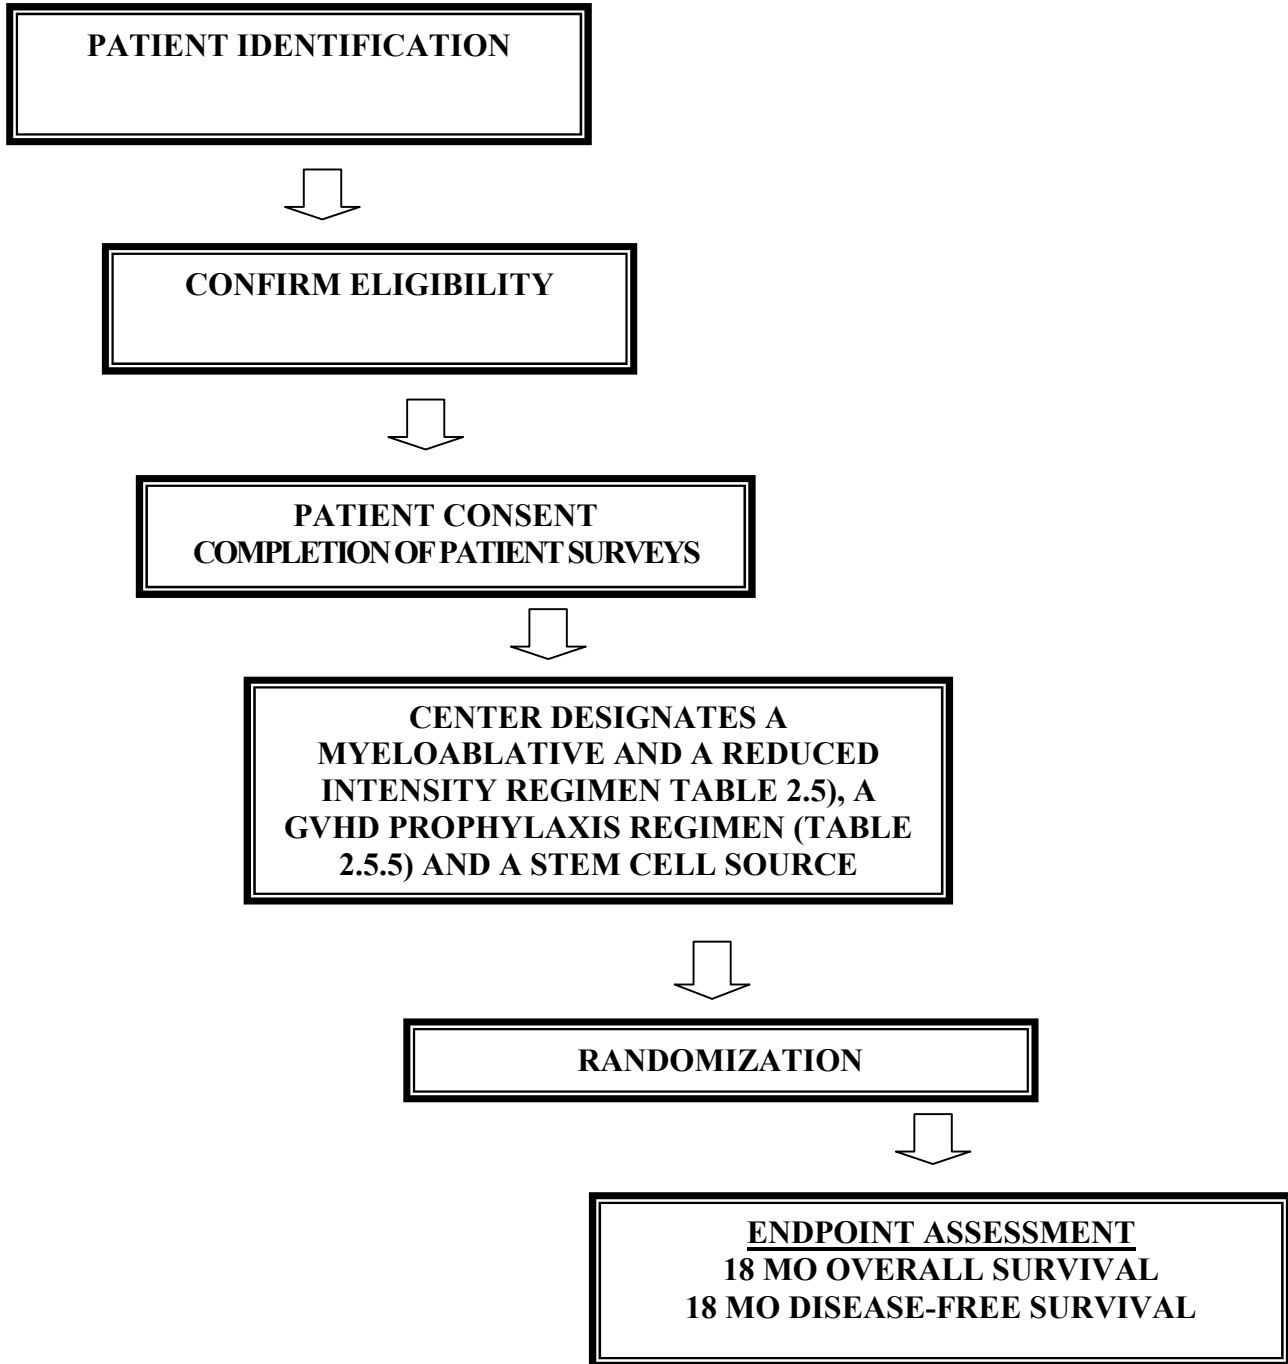 PATIENT IDENTIFICATION
CONFIRM ELIGIBILITY
PATIENT CONSENT
COMPLETION OF PATIENT SURVEYS
CENTER DESIGNATES A
MYELOABLATIVE AND A REDUCED
INTENSITY REGIMEN TABLE 2.5), A
GVHD PROPHYLAXIS REGIMEN (TABLE
2.5.5) AND A STEM CELL SOURCE
RANDOMIZATION
ENDPOINT ASSESSMENT
18 MO OVERALL SURVIVAL
18 MO DISEASE-FREE SURVIVAL